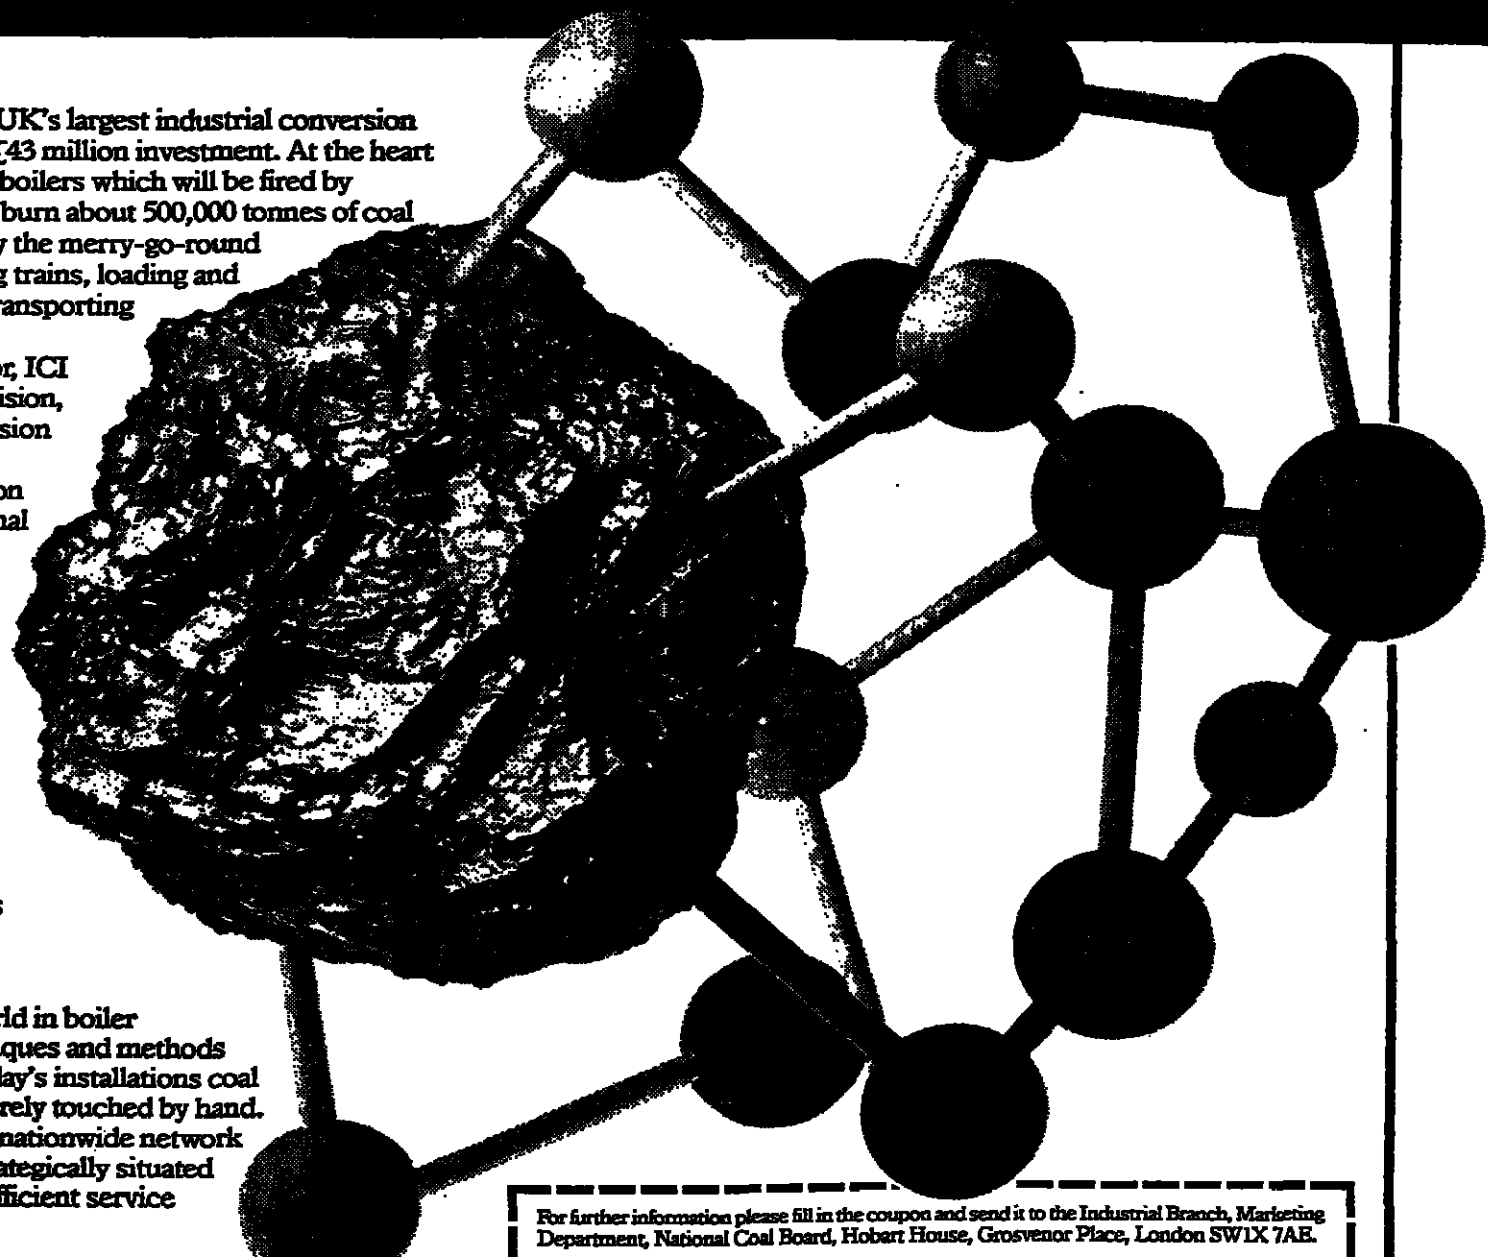 UK's largest industrial conversion
£43 million investment. At the heart
boilers which will be fired by
burn about 500,000 tonnes of coal
y the merry-go-round
g trains, loading and
ransporting
or, ICI
ision,
sion
on
nal
s
rld in boiler
iques and methods
day's installations coal
rely touched by hand.
nationwide network
ategically situated
fficient service
For further information please fill in the coupon and send it to the Industrial Branch, Marketing
Department, National Coal Board, Hobart House, Grosvenor Place, London SW1X 7AE.